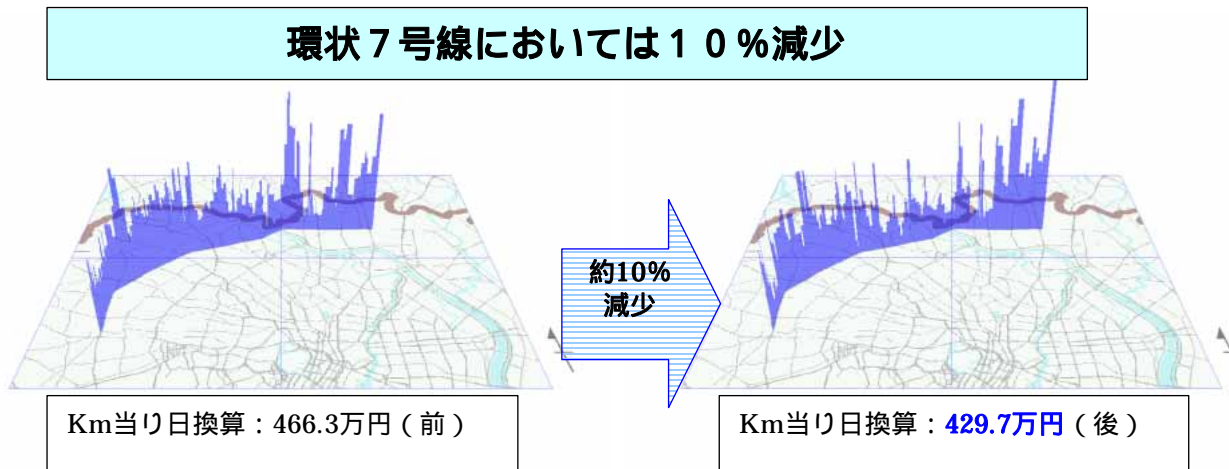 環状７号線においては１０％減少
約10%
減少
Km当り日換算：466.3万円（前）
Km当り日換算：429.7万円（後）